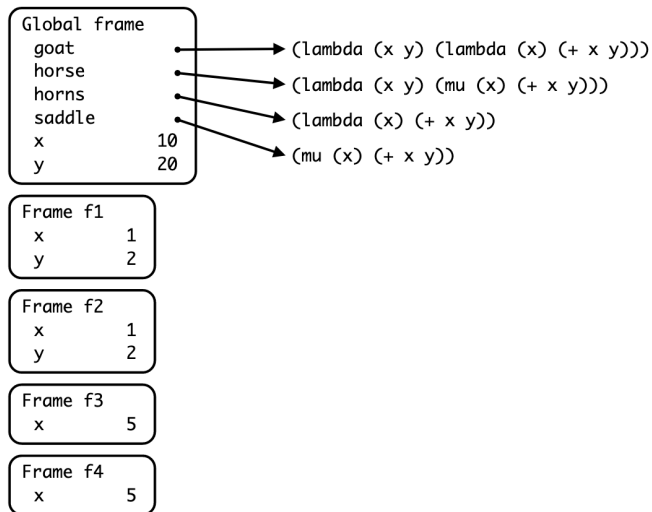 Global frame
goat (lambda (x y) (lambda (x) (+ x y)))
horse (lambda (x y) (mu (x) (+ x y)))
horns (lambda (x) (+ x y))
saddle (mu (x) (+ x y))
x 10
y 20
Frame f1
x 1
y 2
Frame f2
x 1
y 2
Frame f3
x 5
Frame f4
x 5